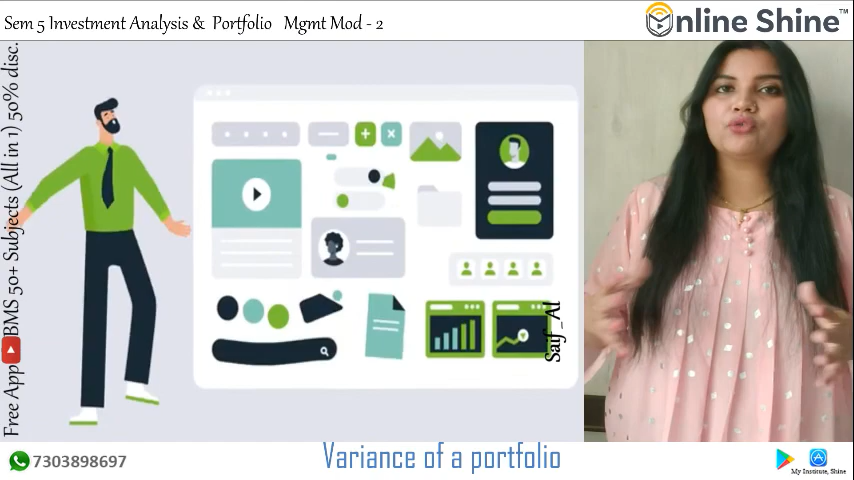 Sem 5 Investment Analysis & Portfolio Mgmt Mod - 2
Online Shine™
Free App BMS 50+ Subjects (All in 1) 50% disc.
Saif_Al
7303898697
Variance of a portfolio
My Institute, Shine